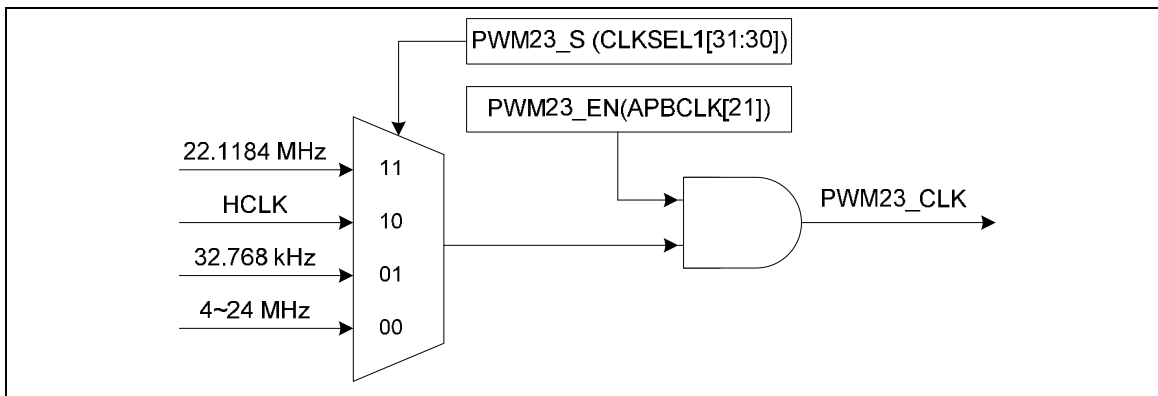 PWM23_S (CLKSEL1[31:30])
PWM23_EN(APBCLK[21])
22.1184 MHz
11
HCLK
10
32.768 kHz
01
4~24 MHz
00
PWM23_CLK